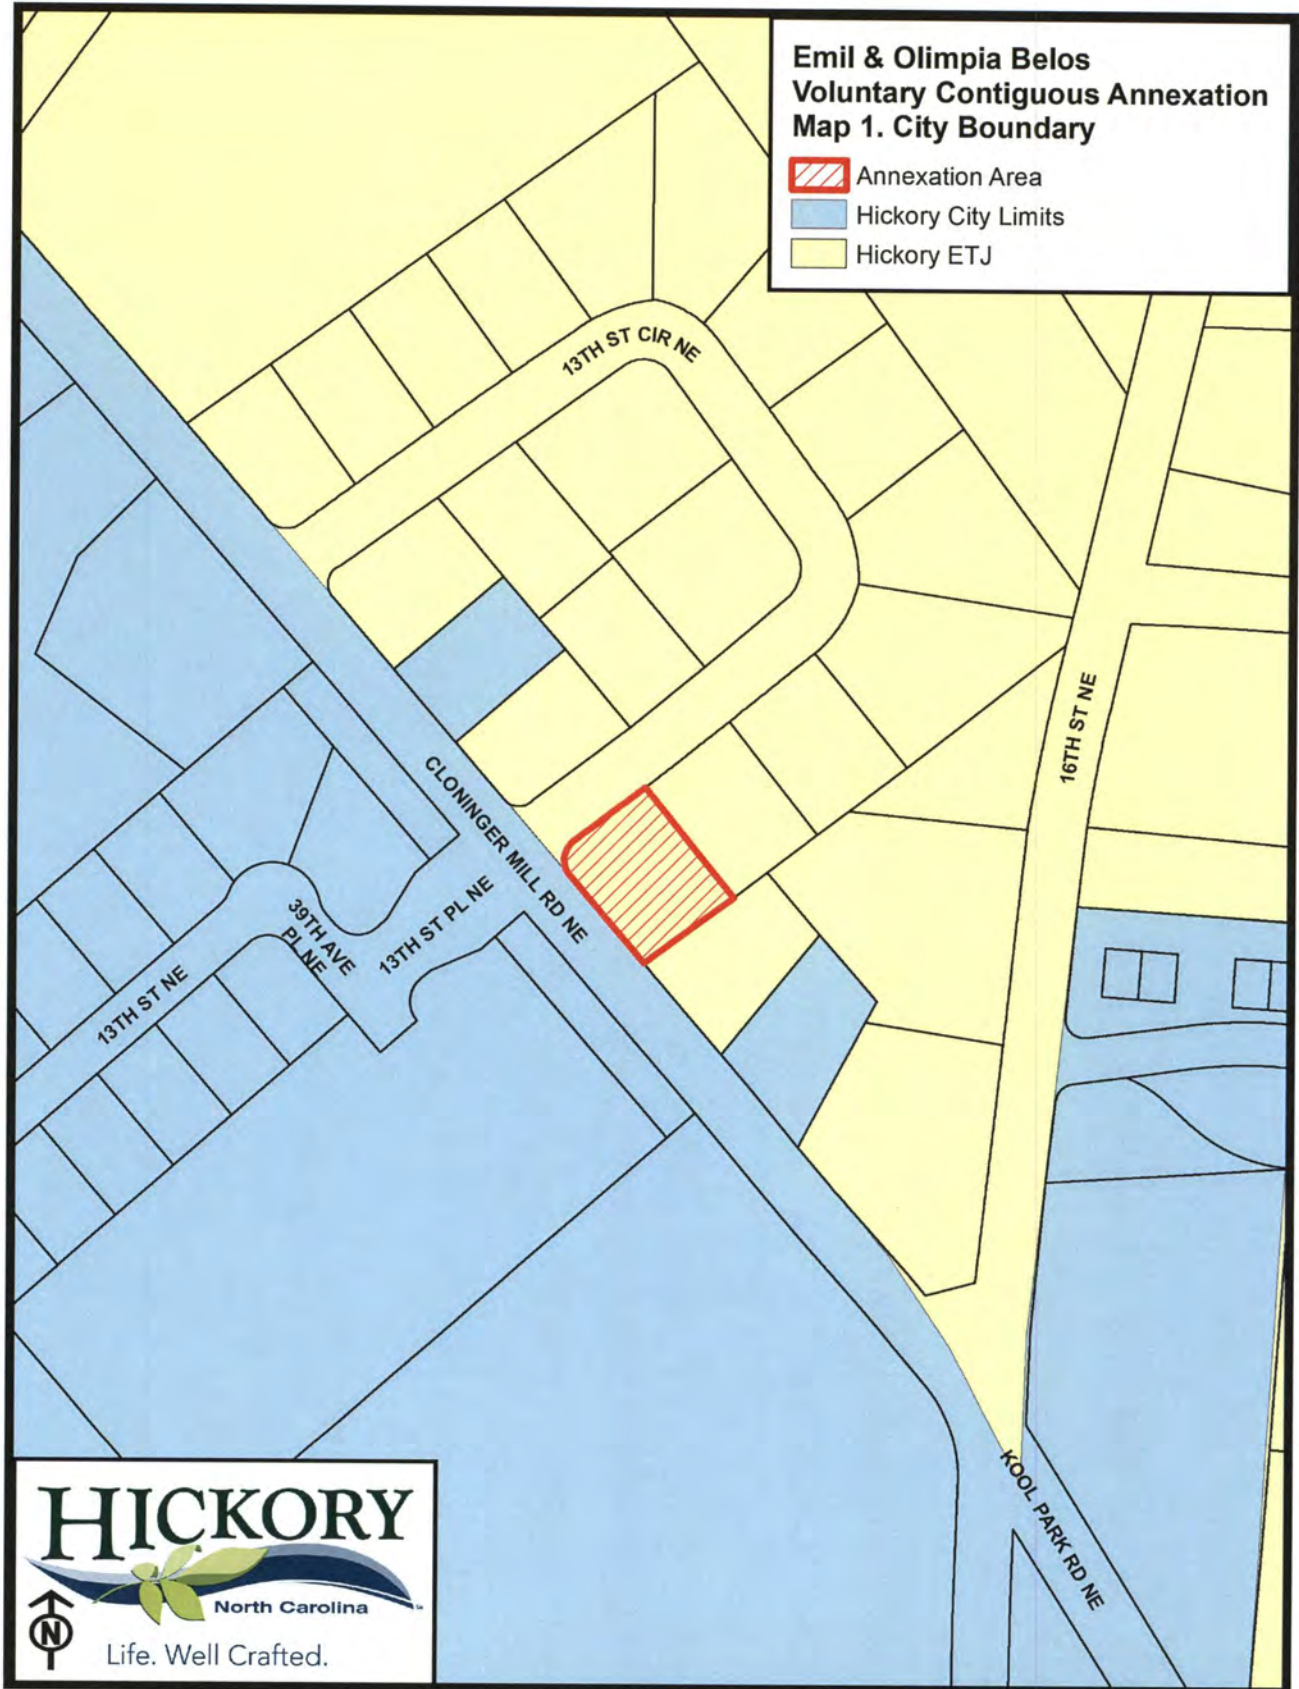 Emil & Olimpia Belos
Voluntary Contiguous Annexation
Map 1. City Boundary
Annexation Area
Hickory City Limits
Hickory ETJ
13TH ST CIR NE
16TH ST NE
CLONINGER MILL RD NE
39TH AVE
PL NE
13TH ST PL NE
13TH ST NE
KOOL PARK RD NE
HICKORY
North Carolina
N
Life. Well Crafted.